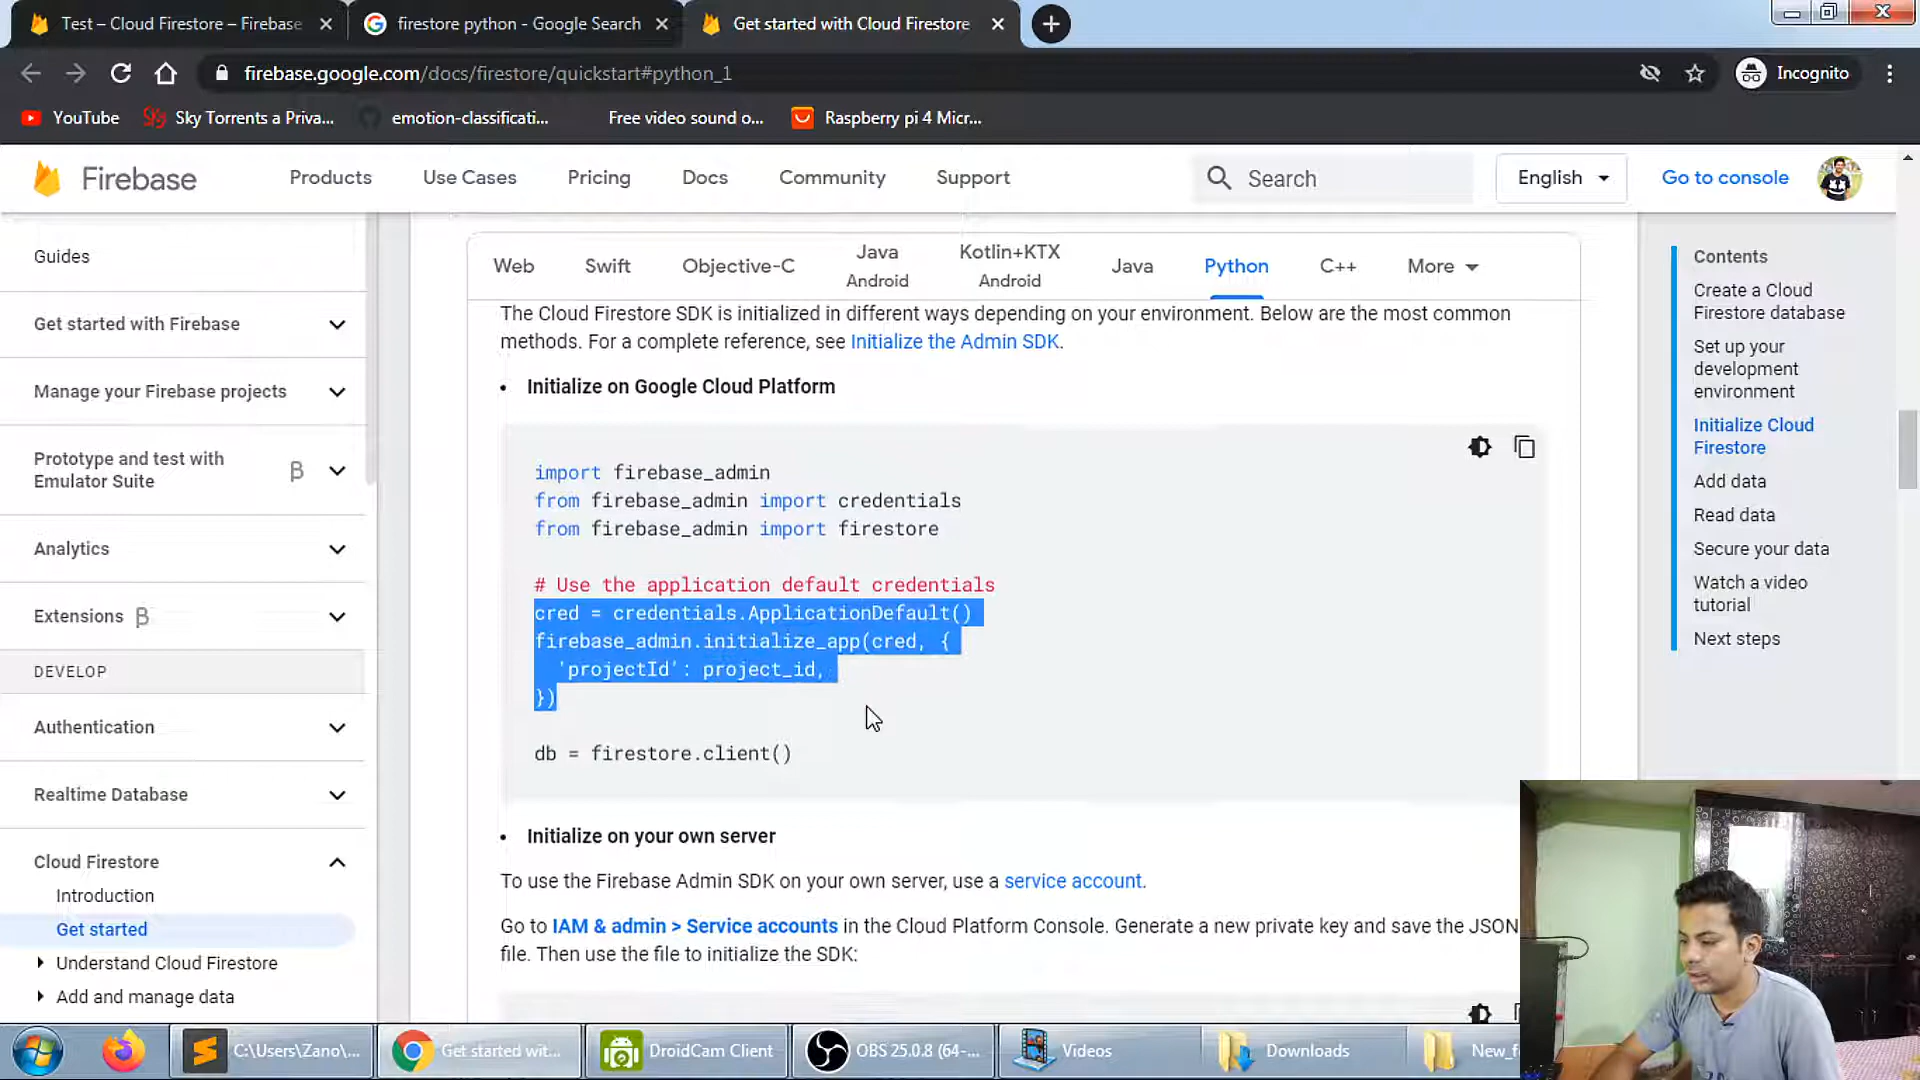 Test – Cloud Firestore – Firebase
firestore python - Google Search
Get started with Cloud Firestore
firebase.google.com/docs/firestore/quickstart#python_1
Incognito
YouTube
Sky Torrents a Priva...
emotion-classificati...
Free video sound o...
Raspberry pi 4 Micr...
Firebase
Products
Use Cases
Pricing
Docs
Community
Support
Search
English
Go to console
Guides
Get started with Firebase
Manage your Firebase projects
Prototype and test with
Emulator Suite
β
Analytics
Extensions β
DEVELOP
Authentication
Realtime Database
Cloud Firestore
Introduction
Get started
Understand Cloud Firestore
Add and manage data
Web
Swift
Objective-C
Java
Android
Kotlin+KTX
Android
Java
Python
C++
More
The Cloud Firestore SDK is initialized in different ways depending on your environment. Below are the most common
methods. For a complete reference, see Initialize the Admin SDK.
• Initialize on Google Cloud Platform
import firebase_admin
from firebase_admin import credentials
from firebase_admin import firestore
# Use the application default credentials
cred = credentials.ApplicationDefault()
firebase_admin.initialize_app(cred, {
'projectId': project_id,
})
db = firestore.client()
• Initialize on your own server
To use the Firebase Admin SDK on your own server, use a service account.
Go to IAM & admin > Service accounts in the Cloud Platform Console. Generate a new private key and save the JSON
file. Then use the file to initialize the SDK:
Contents
Create a Cloud
Firestore database
Set up your
development
environment
Initialize Cloud
Firestore
Add data
Read data
Secure your data
Watch a video
tutorial
Next steps
C:\Users\Zano\...
Get started wit...
DroidCam Client
OBS 25.0.8 (64-...
Videos
Downloads